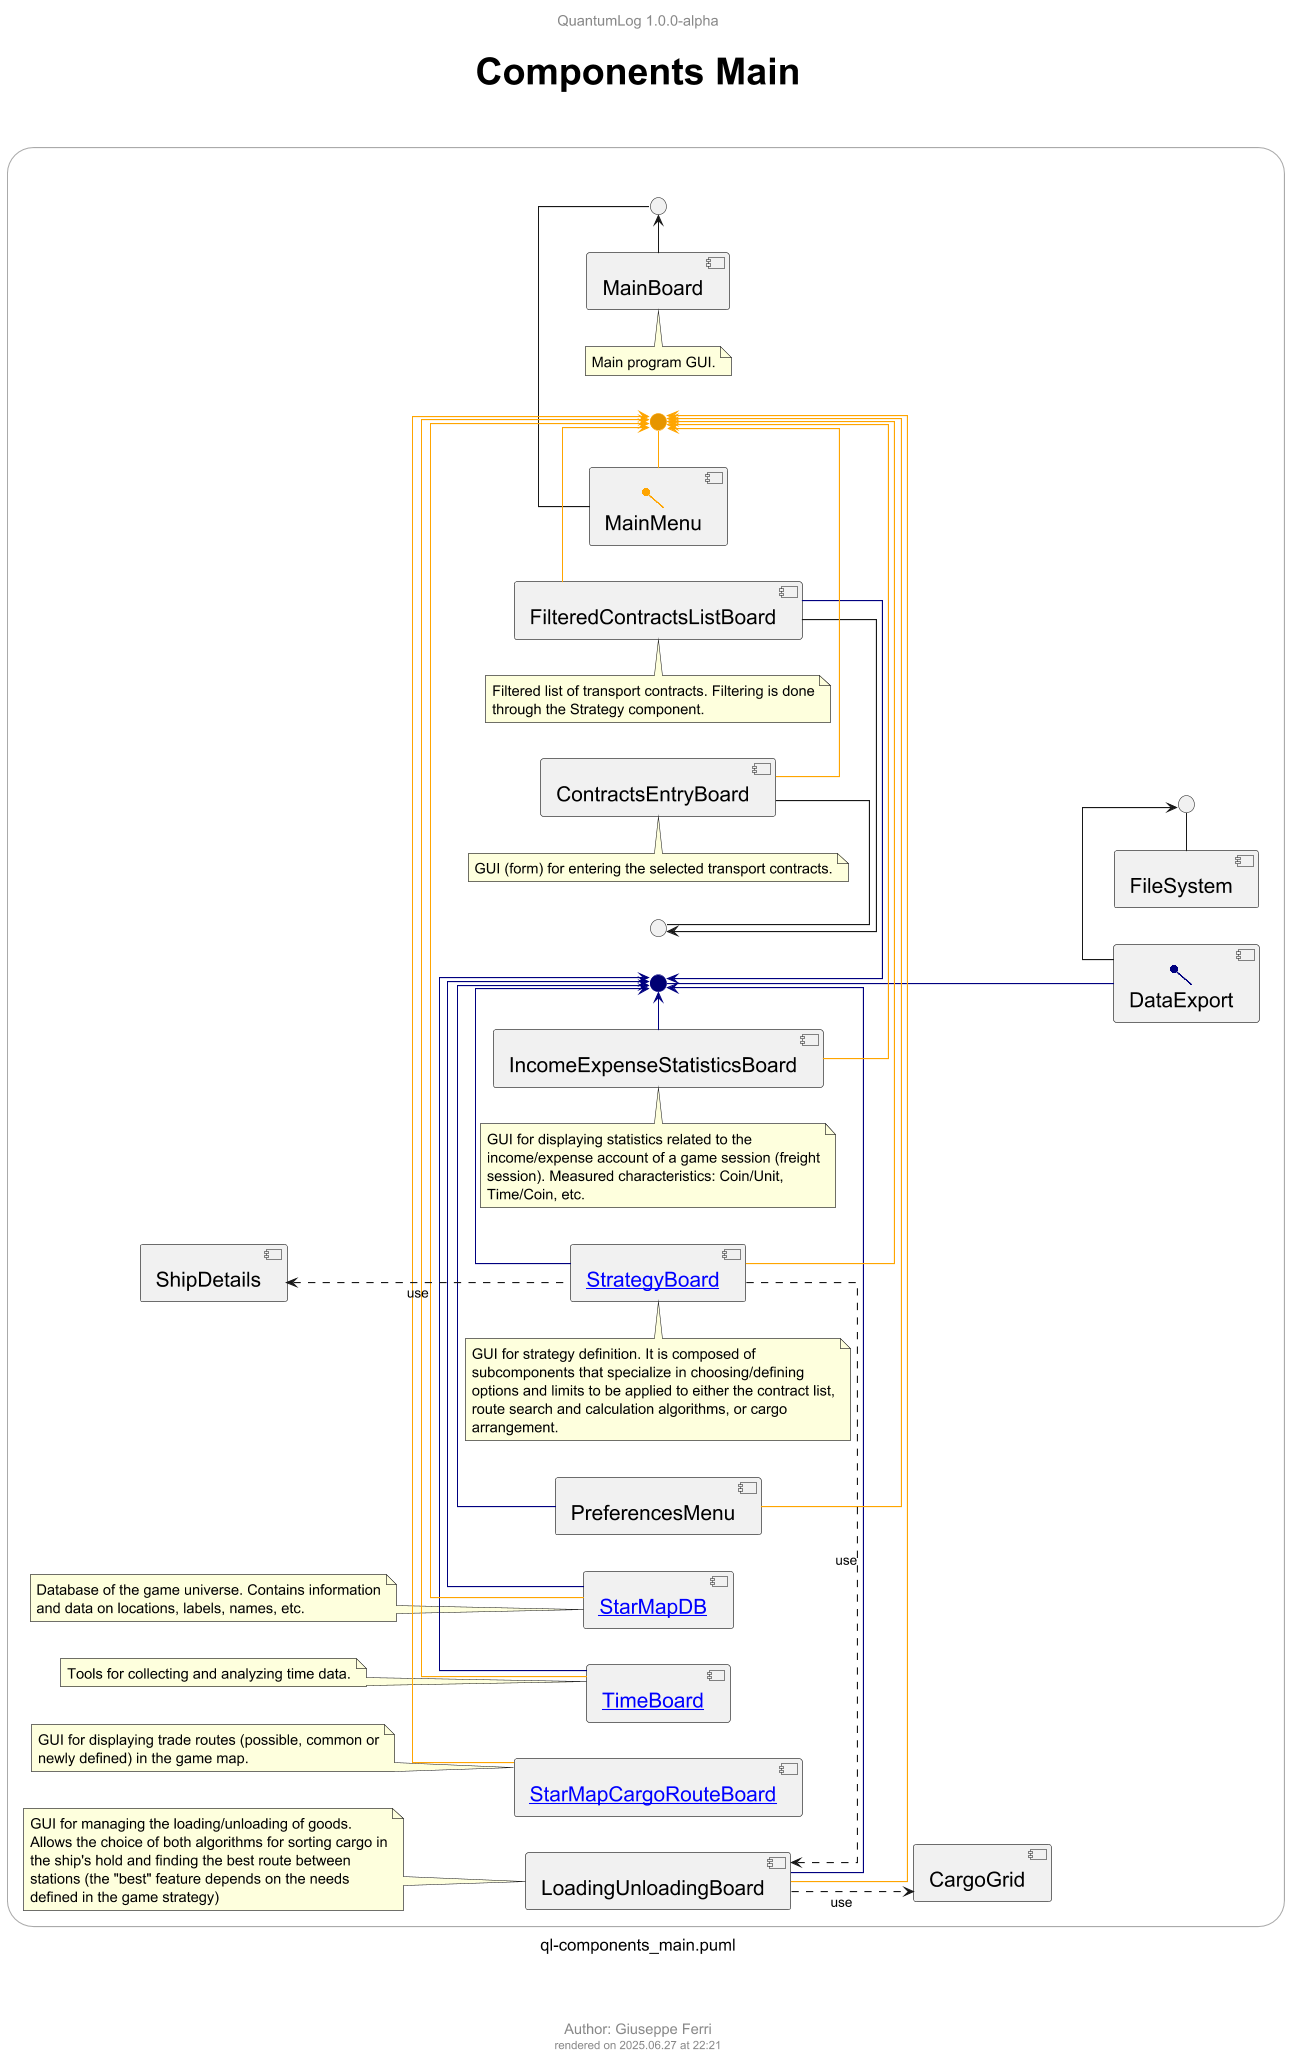 QuantumLog 1.0.0-alpha
Components Main
MainBoard
Main program GUI.
MainMenu
FilteredContractsListBoard
Filtered list of transport contracts. Filtering is done
through the Strategy component.
ContractsEntryBoard
GUI (form) for entering the selected transport contracts.
FileSystem
DataExport
IncomeExpenseStatisticsBoard
GUI for displaying statistics related to the
income/expense account of a game session (freight
session). Measured characteristics: Coin/Unit,
Time/Coin, etc.
ShipDetails
use
StrategyBoard
GUI for strategy definition. It is composed of
subcomponents that specialize in choosing/defining
options and limits to be applied to either the contract list,
route search and calculation algorithms, or cargo
arrangement.
PreferencesMenu
use
Database of the game universe. Contains information
and data on locations, labels, names, etc.
StarMapDB
Tools for collecting and analyzing time data.
TimeBoard
GUI for displaying trade routes (possible, common or
newly defined) in the game map.
StarMapCargoRouteBoard
GUI for managing the loading/unloading of goods.
Allows the choice of both algorithms for sorting cargo in
the ship's hold and finding the best route between
stations (the "best" feature depends on the needs
defined in the game strategy)
LoadingUnloadingBoard
use
CargoGrid
ql-components_main.puml
Author: Giuseppe Ferri
rendered on 2025.06.27 at 22:21